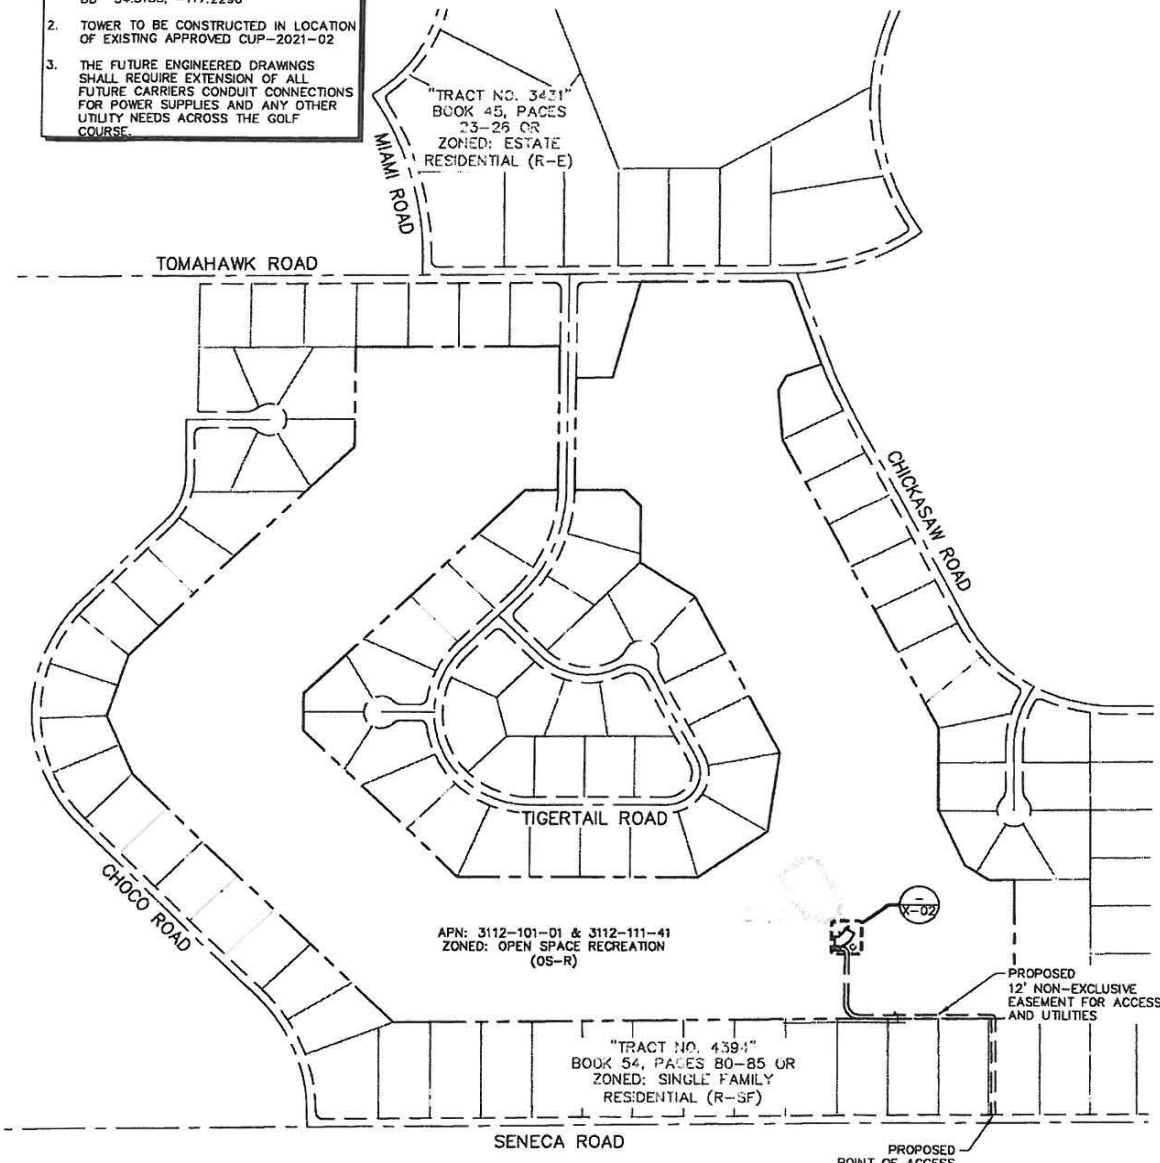 2. TOWER TO BE CONSTRUCTED IN LOCATION
OF EXISTING APPROVED CUP-2021-02
3. THE FUTURE ENGINEERED DRAWINGS
SHALL REQUIRE EXTENSION OF ALL
FUTURE CARRIERS CONDUIT CONNECTIONS
FOR POWER SUPPLIES AND ANY OTHER
UTILITY NEEDS ACROSS THE GOLF
COURSE.
"TRACT NO. 3431"
BOOK 45, PAGES
23-26 OR
ZONED: ESTATE
RESIDENTIAL (R-E)
MIAMI ROAD
TOMAHAWK ROAD
CHICKASAW ROAD
TIGERTAIL ROAD
CHOCO ROAD
-
X-02
APN: 3112-101-01 & 3112-111-41
ZONED: OPEN SPACE RECREATION
(OS-R)
PROPOSED
12' NON-EXCLUSIVE
EASEMENT FOR ACCESS
AND UTILITIES
"TRACT NO. 4394"
BOOK 54, PAGES 80-85 OR
ZONED: SINGLE FAMILY
RESIDENTIAL (R-SF)
SENECA ROAD
PROPOSED
POINT OF ACCESS